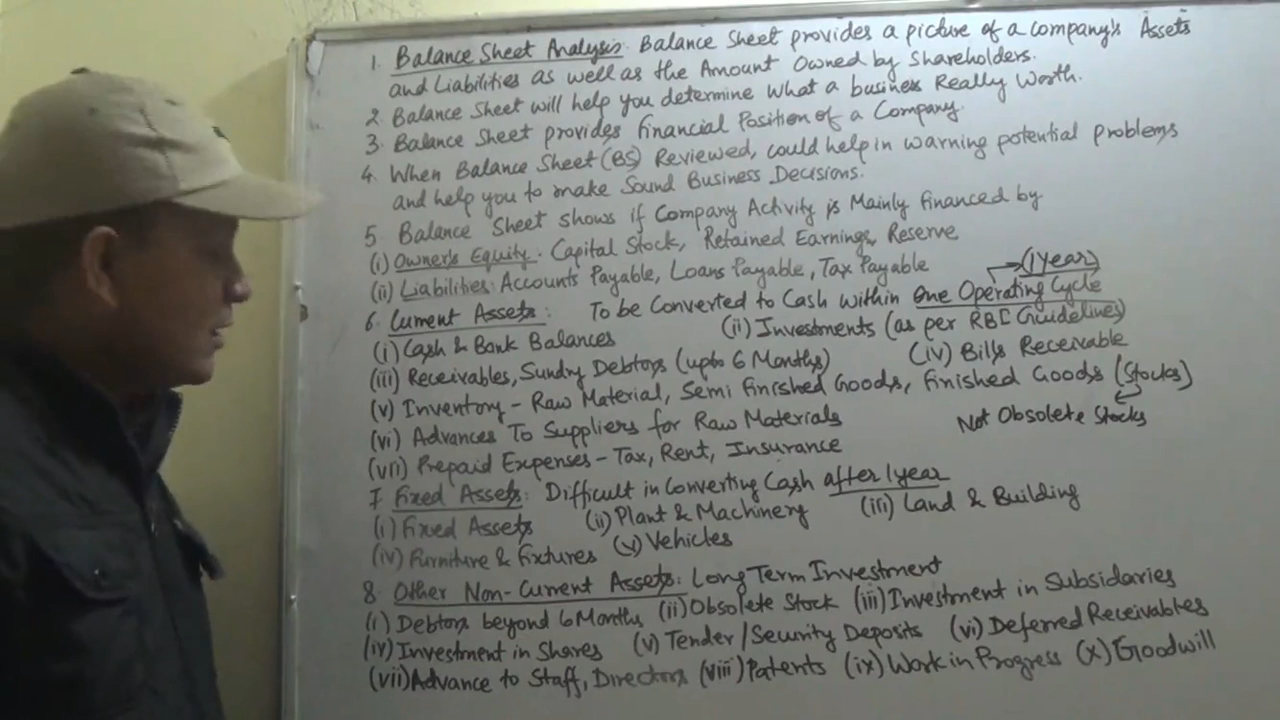 1. Balance Sheet Analysis. Balance Sheet provides a picture of a Company's Assets
and Liabilities as well as the Amount Owned by Shareholders.
2. Balance Sheet will help you determine what a business Really Worth.
3. Balance Sheet provides Financial Position of a Company.
4. When Balance Sheet (BS) Reviewed, could help in warning potential problems
and help you to make Sound Business Decisions.
5 Balance Sheet shows if Company Activity is Mainly financed by
(i) Owner's Equity. Capital Stock, Retained Earnings, Reserve
(ii) Liabilities: Accounts Payable, Loans Payable, Tax Payable → (1 Year)
6. Current Assets: To be Converted to Cash within One Operating Cycle
(i) Cash & Bank Balances (ii) Investments (as per RBI Guidelines)
(iii) Receivables, Sundry Debtors (upto 6 Months) (iv) Bills Receivable
(v) Inventory - Raw Material, Semi Finished Goods, Finished Goods (Stocks)
(vi) Advances To Suppliers for Raw Materials Not Obsolete Stocks
(vii) Prepaid Expenses - Tax, Rent, Insurance
7 Fixed Assets: Difficult in Converting Cash after 1 year
(i) Fixed Assets (ii) Plant & Machinery (iii) Land & Building
(iv) Furniture & Fixtures (v) Vehicles
8. Other Non-Current Assets: Long Term Investment
(i) Debtors beyond 6 Months (ii) Obsolete Stock (iii) Investment in Subsidaries
(iv) Investment in Shares (v) Tender/Security Deposits (vi) Deferred Receivables
(vii) Advance to Staff, Directors (viii) Patents (ix) Work in Progress (x) Goodwill